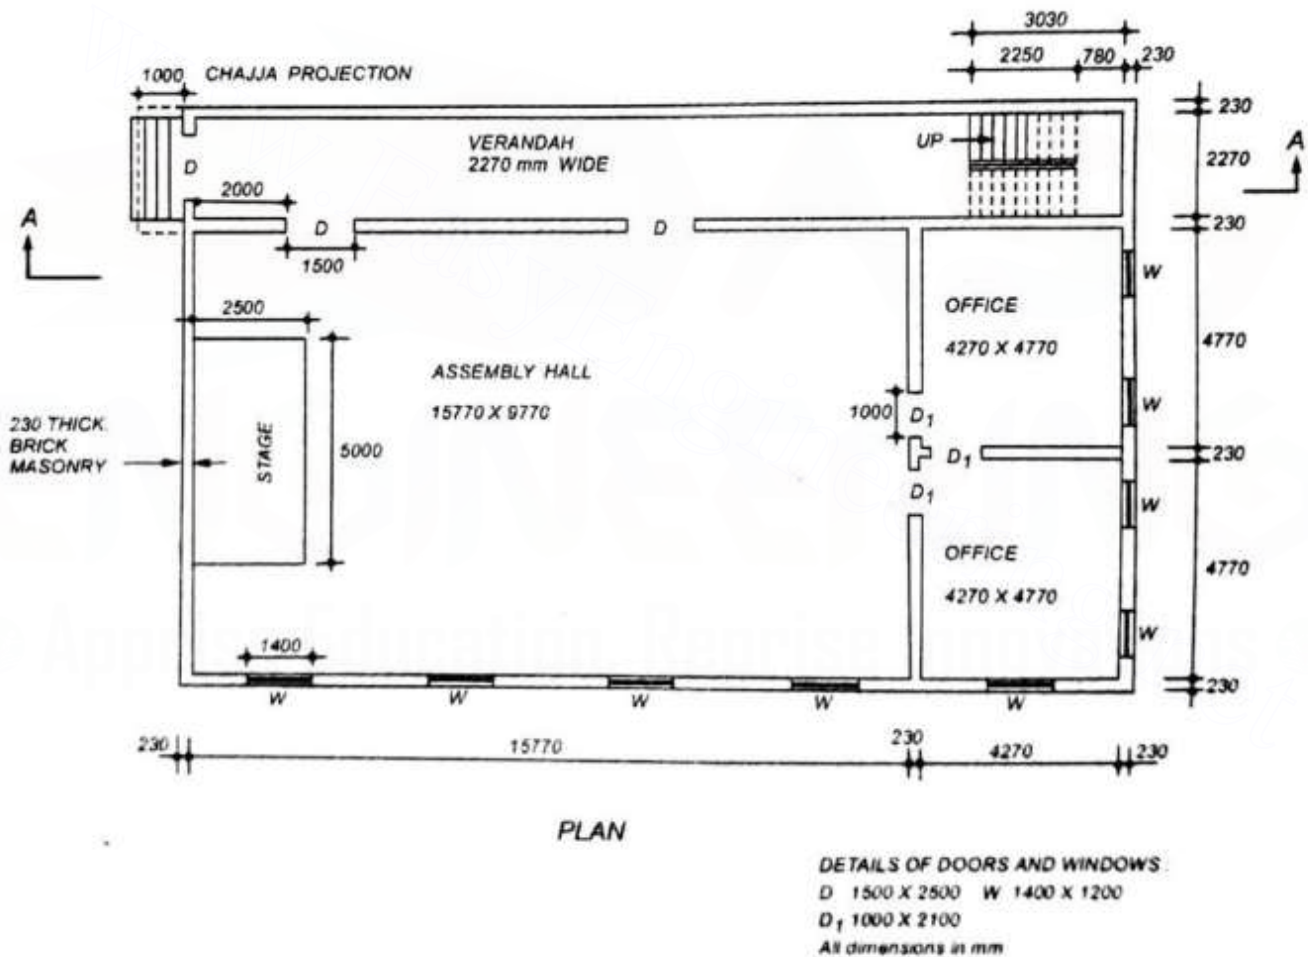 3030
2250
780
230
1000
CHAJJA PROJECTION
230
VERANDAH
2270 mm WIDE
UP
2270
A
D
2000
A
D
D
230
1500
W
2500
OFFICE
4270 X 4770
4770
ASSEMBLY HALL
15770 X 9770
1000
D1
W
230 THICK
BRICK
MASONRY
STAGE
5000
D1
230
D1
W
OFFICE
4270 X 4770
4770
1400
W
230
W
W
W
W
W
230
15770
230
4270
230
PLAN
DETAILS OF DOORS AND WINDOWS
D 1500 X 2500 W 1400 X 1200
D1 1000 X 2100
All dimensions in mm